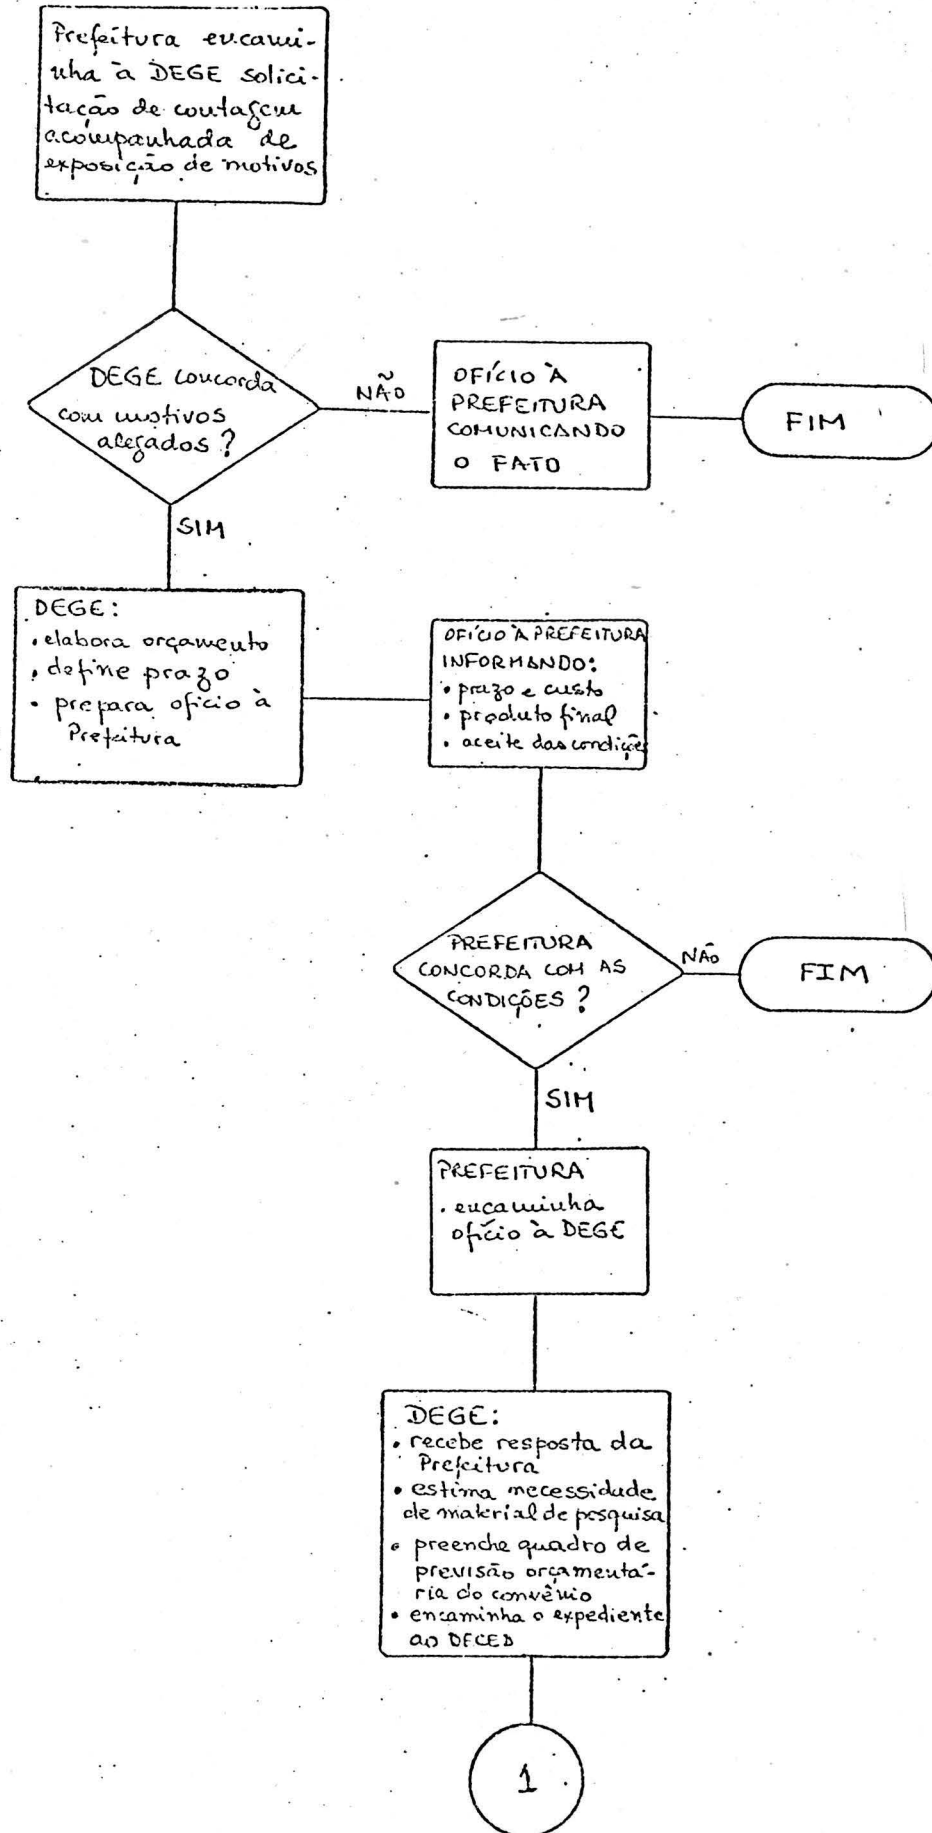 Prefeitura encami-
nha à DEGE solici-
tação de contagem
acompanhada de
exposição de motivos
DEGE concorda
com motivos
alegados?
NÃO
OFÍCIO À
PREFEITURA
COMUNICANDO
O FATO
FIM
SIM
DEGE:
• elabora orçamento
• define prazo
• prepara ofício à
Prefeitura
OFÍCIO À PREFEITURA
INFORMANDO:
• prazo e custo
• produto final
• aceite das condições
PREFEITURA
CONCORDA COM AS
CONDIÇÕES?
NÃO
FIM
SIM
PREFEITURA
• encaminha
ofício à DEGE
DEGE:
• recebe resposta da
Prefeitura
• estima necessidade
de material de pesquisa
• preenche quadro de
previsão orçamentá-
ria do convênio
• encaminha o expediente
ao DECED
1